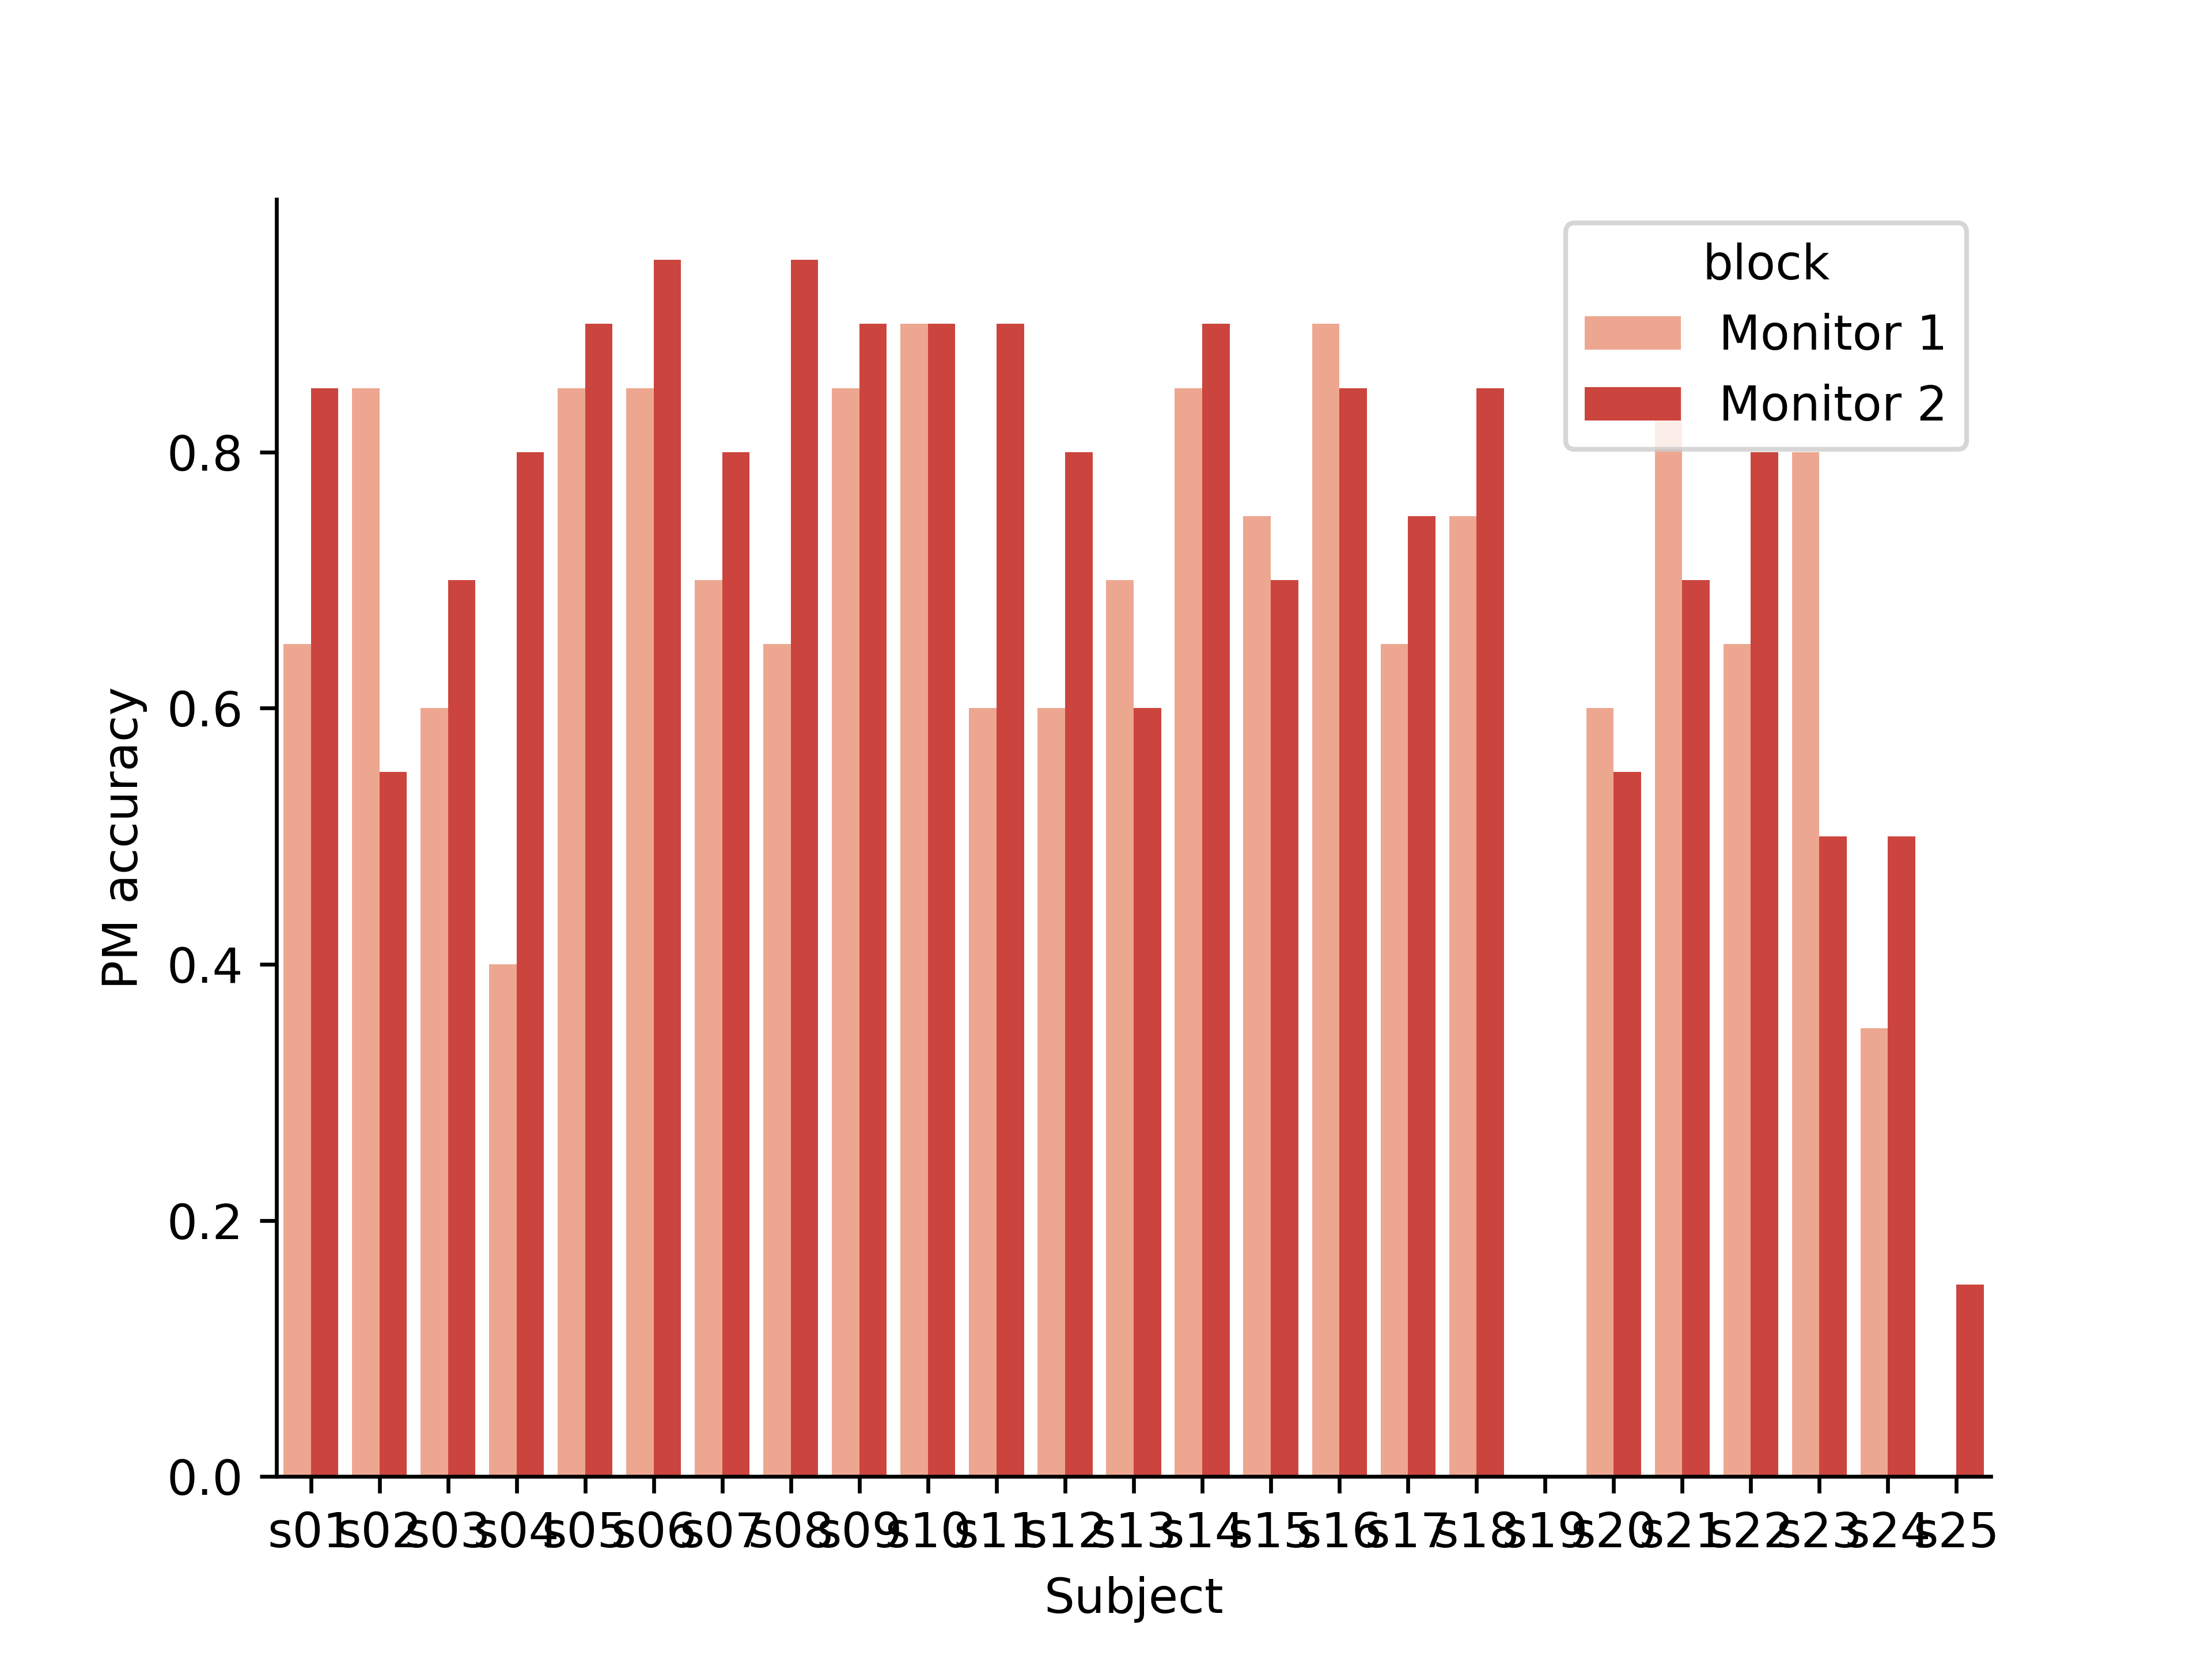 block
Monitor 1
Monitor 2
0.8
0.6
0.4
0.2
0.0
PM accuracy
s01 s02 s03 s04 s05 s06 s07 s08 s09 s10 s11 s12 s13 s14 s15 s16 s17 s18 s19 s20 s21 s22 s23 s24 s25
Subject